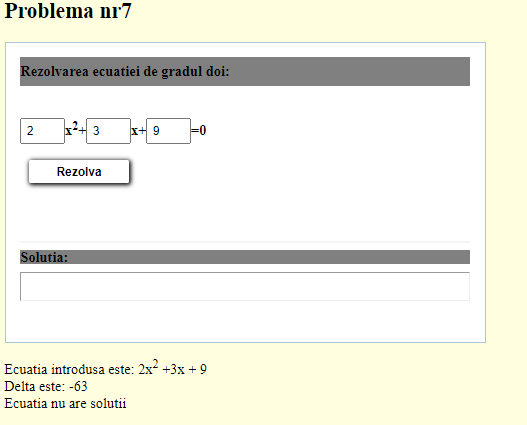 Problema nr7
Rezolvarea ecuatiei de gradul doi:
2 x²+ 3 x+ 9 =0
Rezolva
Solutia:
Ecuatia introdusa este: 2x² +3x + 9
Delta este: -63
Ecuatia nu are solutii